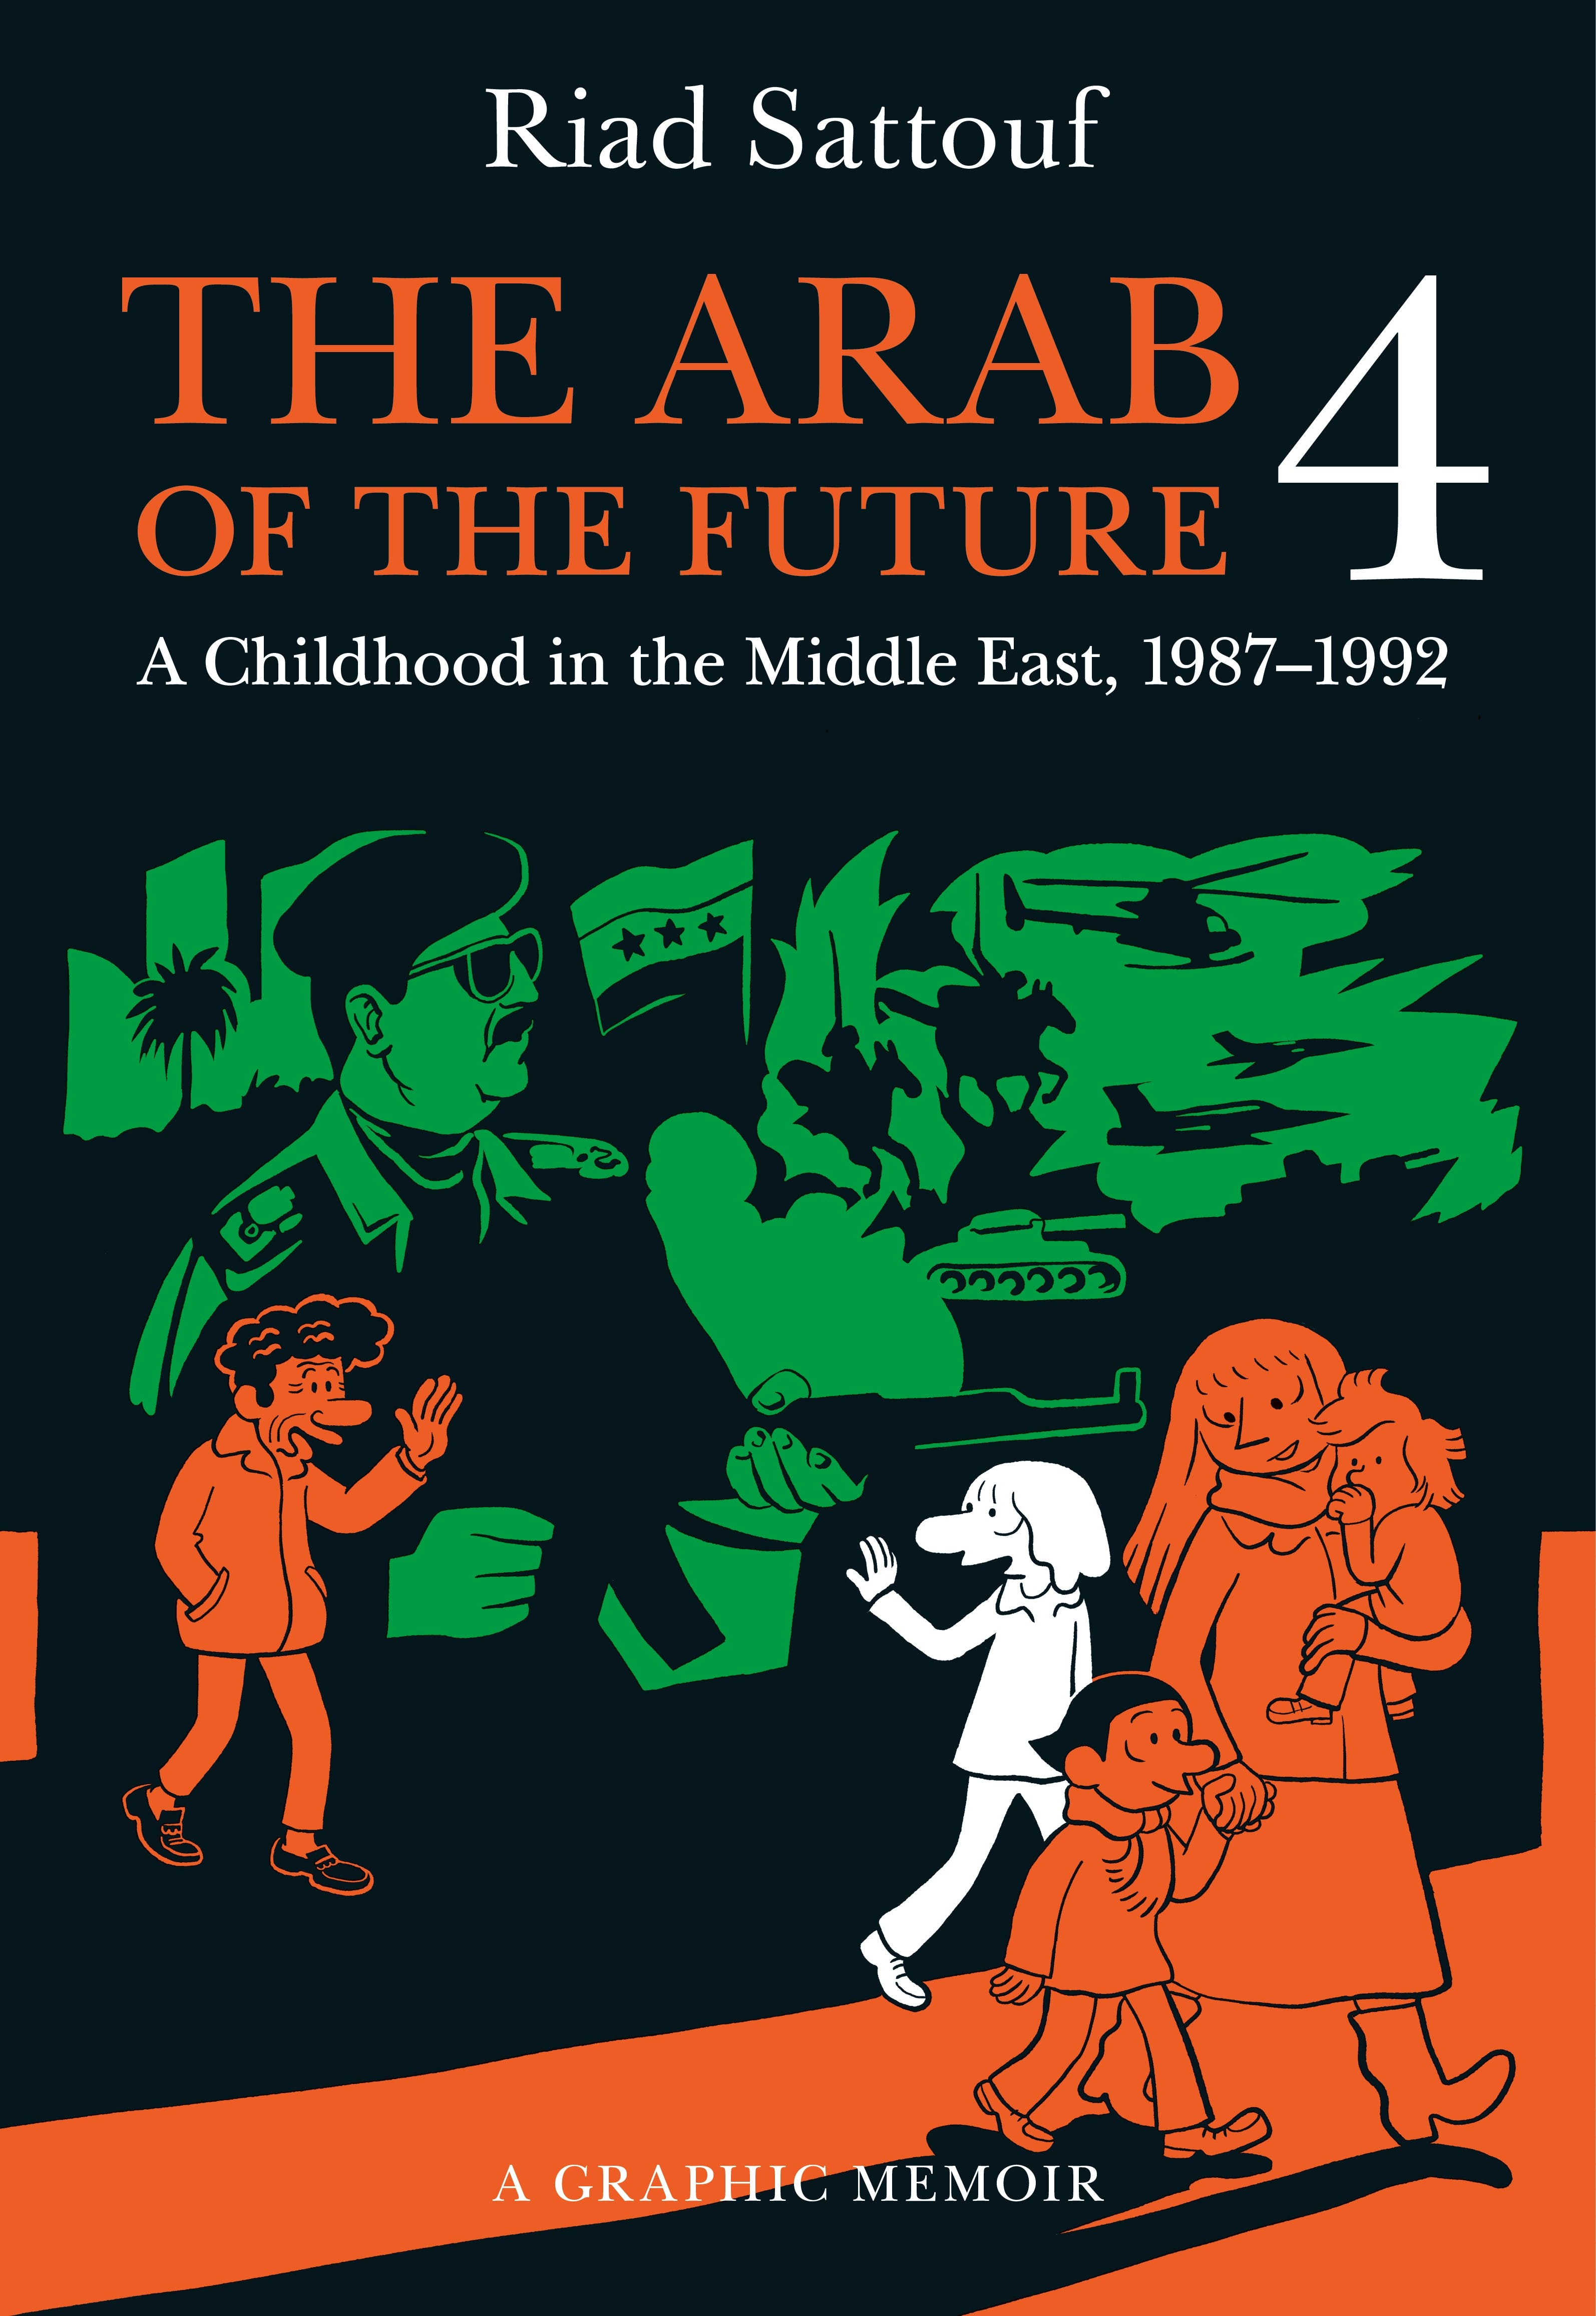 Riad Sattouf
THE ARAB
OF THE FUTURE
4
A Childhood in the Middle East, 1987–1992
A GRAPHIC MEMOIR